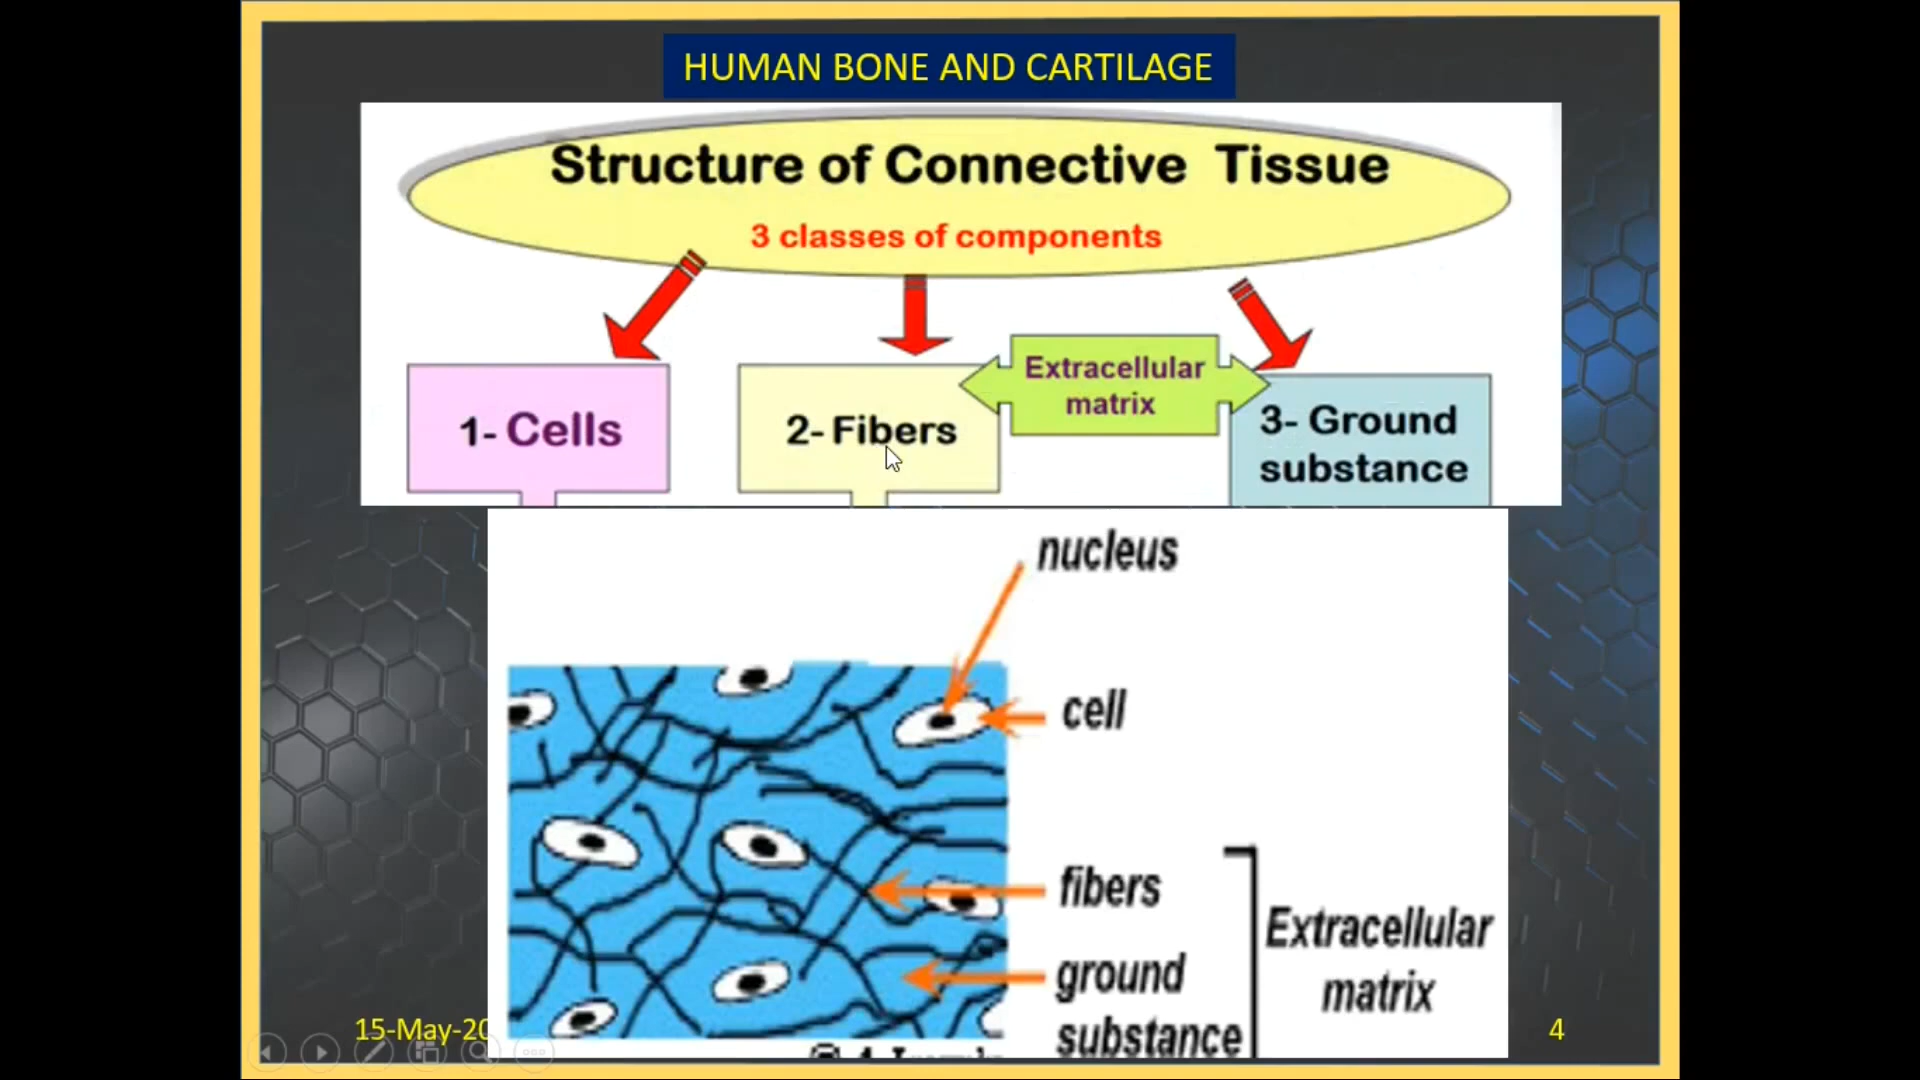 HUMAN BONE AND CARTILAGE
Structure of Connective Tissue
3 classes of components
1- Cells
2- Fibers
Extracellular
matrix
3- Ground
substance
nucleus
cell
fibers
ground
substance
Extracellular
matrix
15-May-20
4